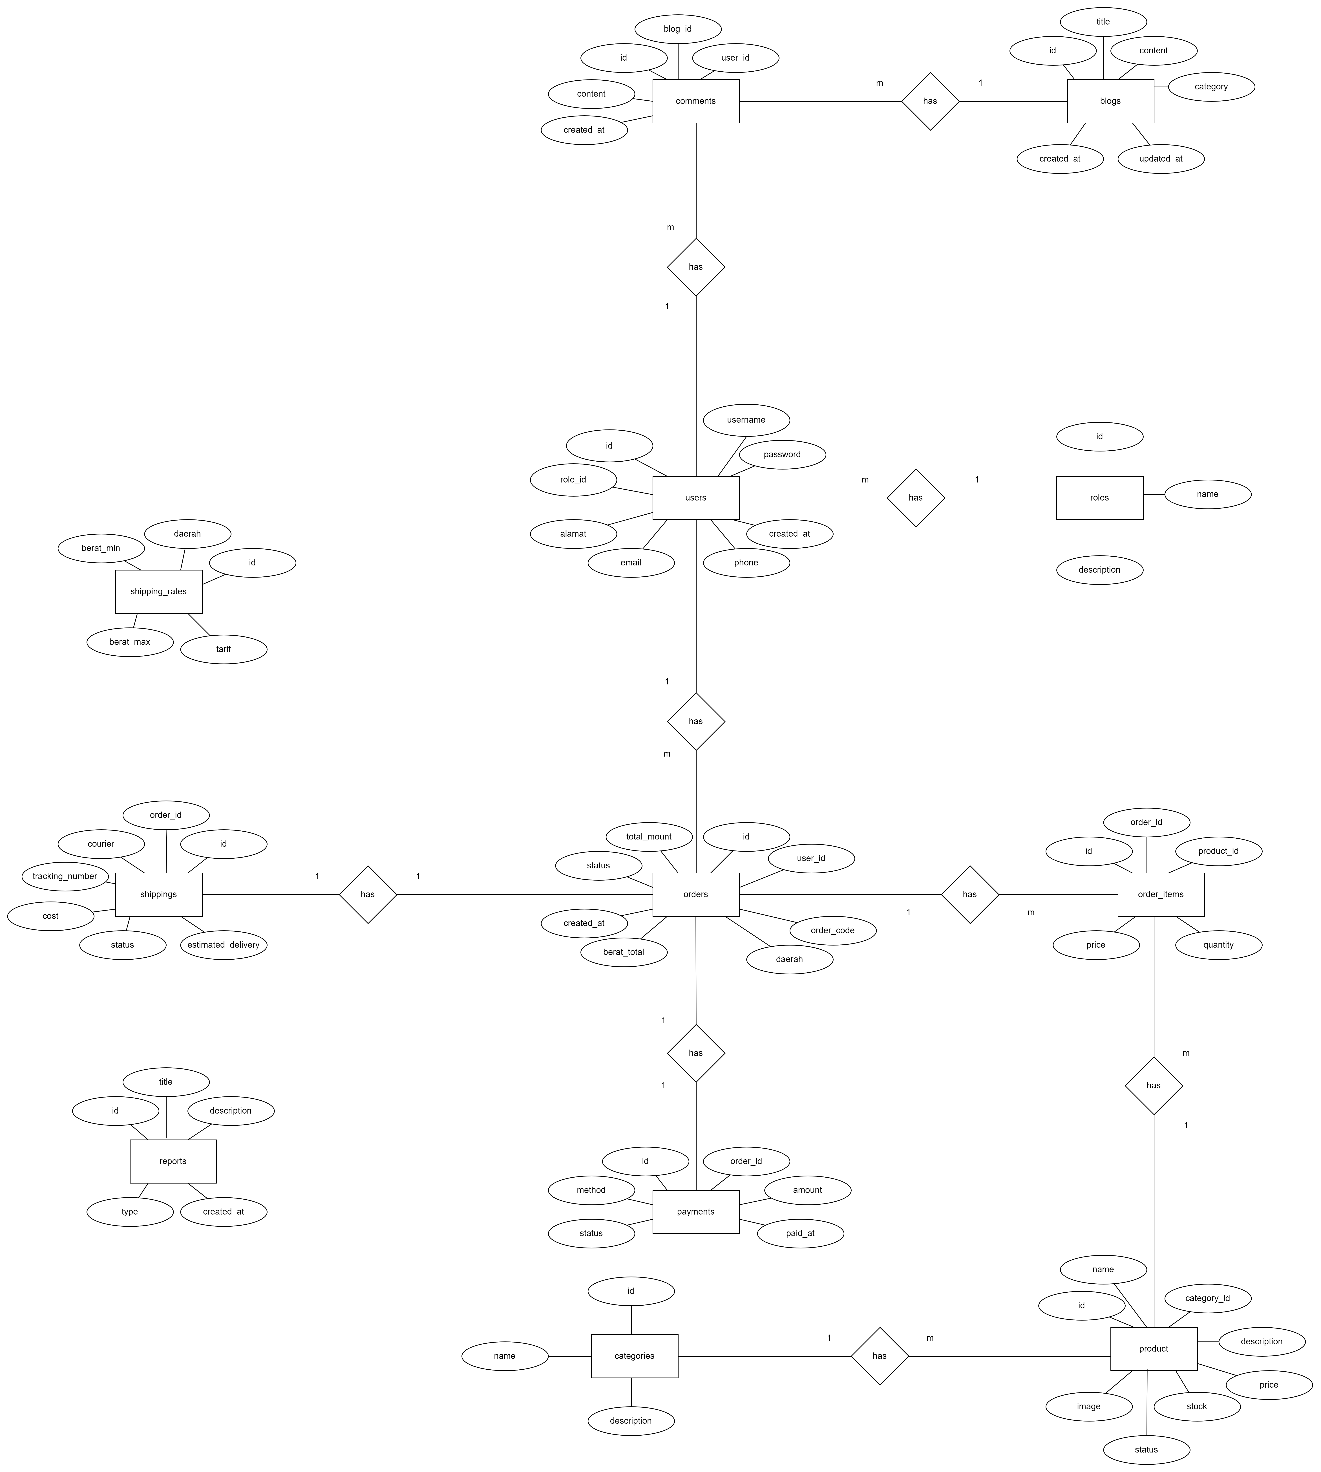 blog_id
id
user_id
content
comments
created_at
m
has
1
title
id
content
category
blogs
created_at
updated_at
m
has
1
username
id
password
role_id
users
alamat
created_at
email
phone
m
has
1
id
roles
name
description
daerah
berat_min
id
shipping_rates
berat_max
tarif
1
has
m
order_id
courier
id
tracking_number
shippings
cost
status
estimated_delivery
1
has
1
total_mount
id
status
user_id
orders
created_at
order_code
berat_total
daerah
1
has
m
order_id
id
product_id
order_items
price
quantity
1
has
1
m
has
1
title
id
description
reports
type
created_at
id
order_id
method
amount
payments
status
paid_at
id
name
categories
description
1
has
m
name
id
category_id
description
product
price
image
stock
status